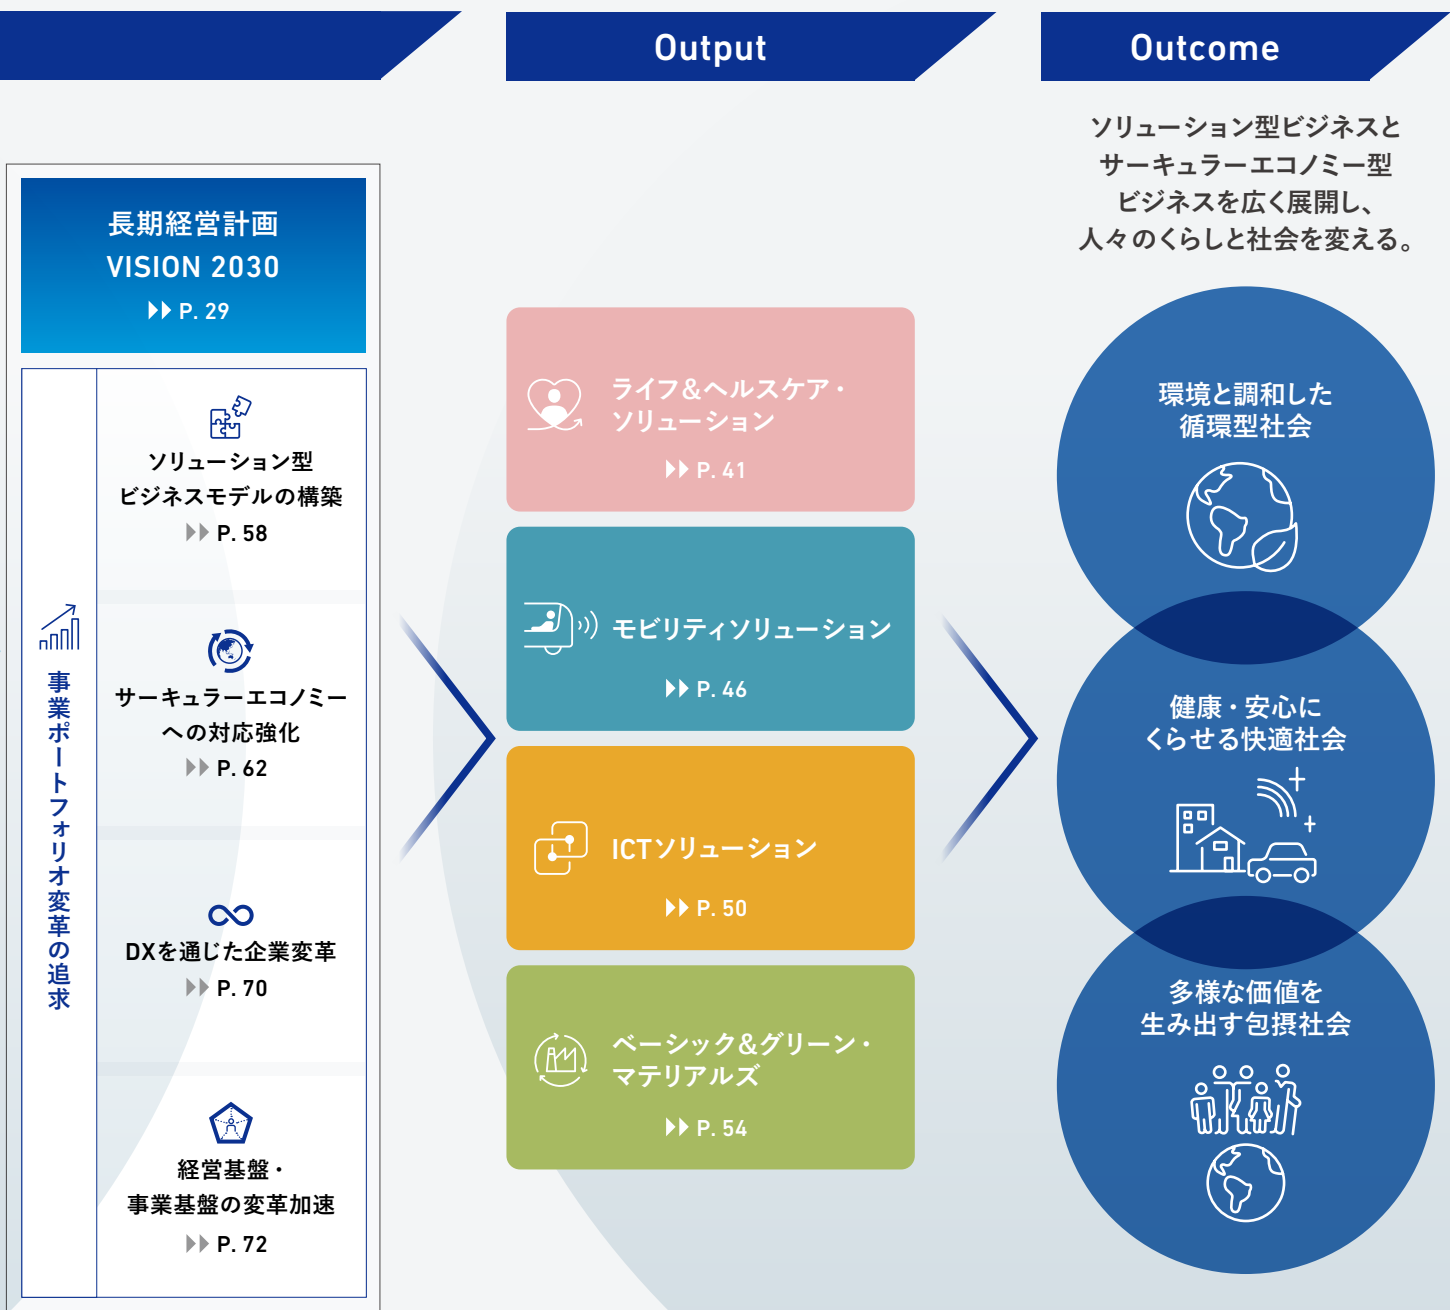 長期経営計画
VISION 2030
P. 29
事業ポートフォリオ変革の追求
ソリューション型
ビジネスモデルの構築
P. 58
サーキュラーエコノミー
への対応強化
P. 62
DXを通じた企業変革
P. 70
経営基盤・
事業基盤の変革加速
P. 72
Output
ライフ&ヘルスケア・
ソリューション
P. 41
モビリティソリューション
P. 46
ICTソリューション
P. 50
ベーシック&グリーン・
マテリアルズ
P. 54
Outcome
ソリューション型ビジネスと
サーキュラーエコノミー型
ビジネスを広く展開し、
人々のくらしと社会を変える。
環境と調和した
循環型社会
健康・安心に
くらせる快適社会
多様な価値を
生み出す包摂社会